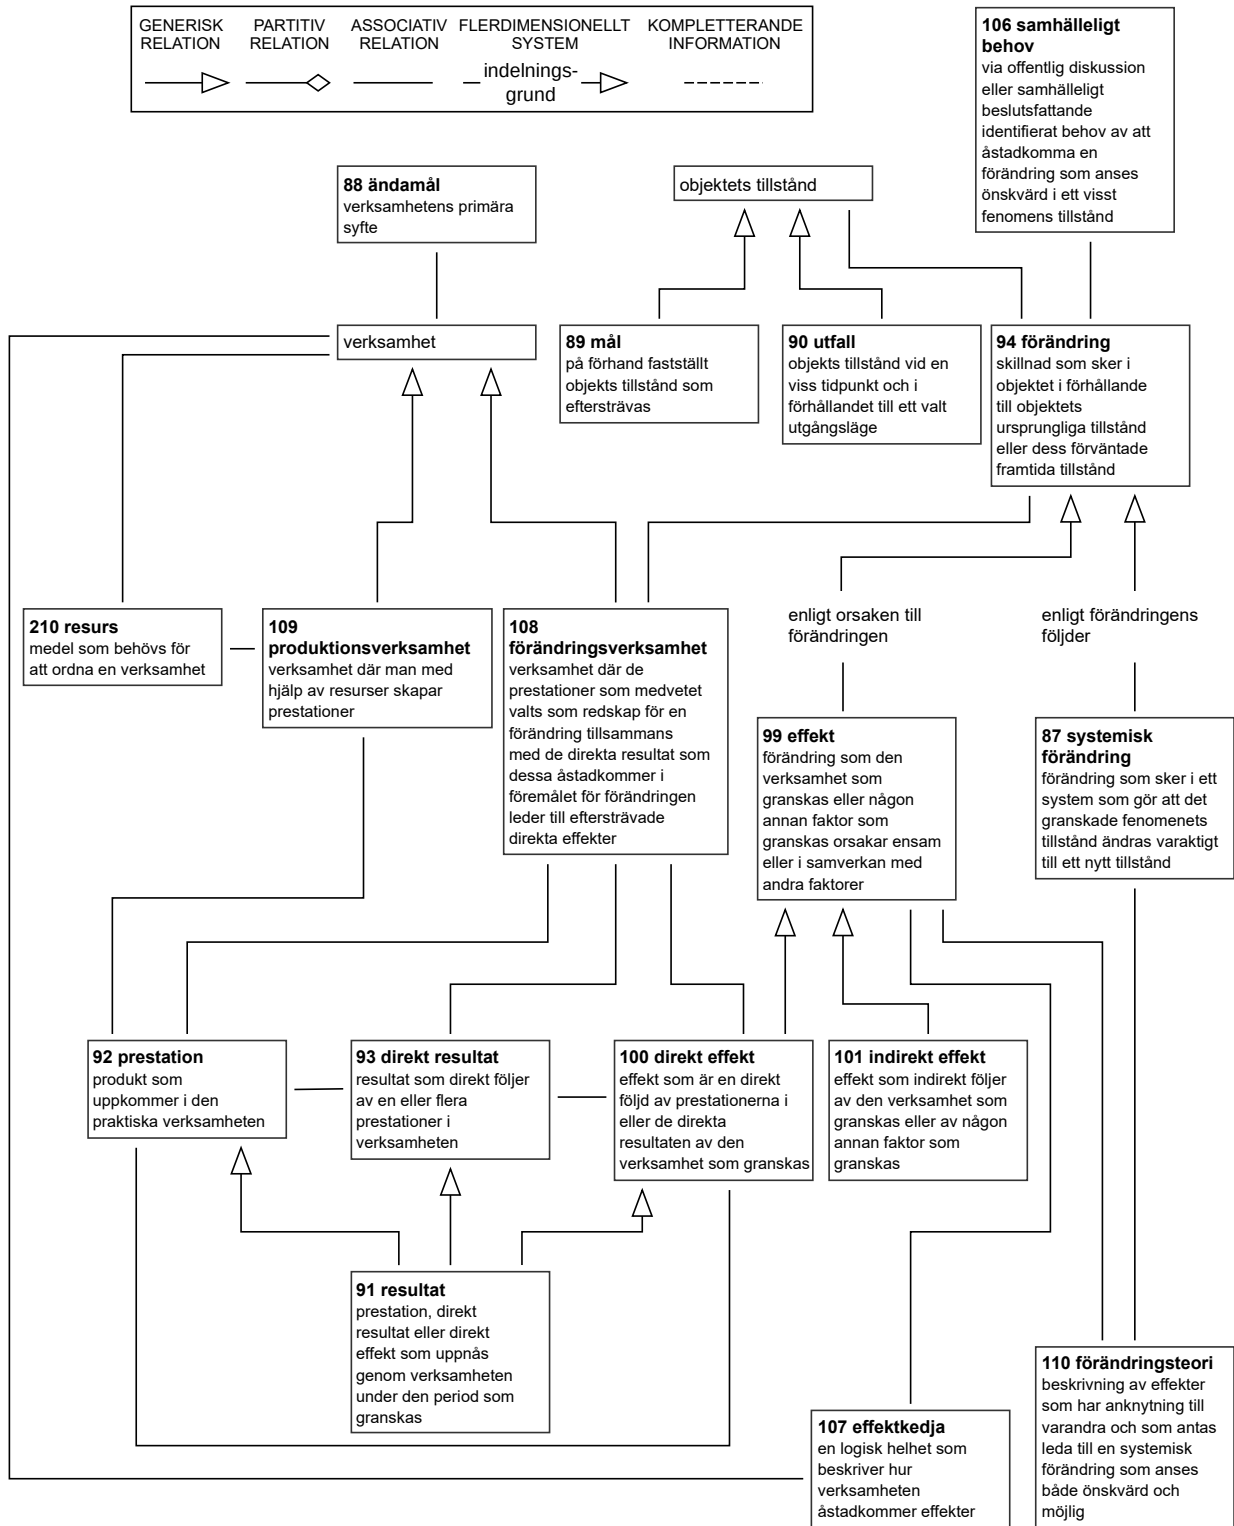 GENERISK
RELATION
PARTITIV
RELATION
ASSOCIATIV
RELATION
FLERDIMENSIONELLT
SYSTEM
KOMPLETTERANDE
INFORMATION
indelnings-
grund
106 samhälleligt
behov
via offentlig diskussion
eller samhälleligt
beslutsfattande
identifierat behov av att
åstadkomma en
förändring som anses
önskvärd i ett visst
fenomens tillstånd
88 ändamål
verksamhetens primära
syfte
objektets tillstånd
verksamhet
89 mål
på förhand fastställt
objekts tillstånd som
eftersträvas
90 utfall
objekts tillstånd vid en
viss tidpunkt och i
förhållandet till ett valt
utgångsläge
94 förändring
skillnad som sker i
objektet i förhållande
till objektets
ursprungliga tillstånd
eller dess förväntade
framtida tillstånd
210 resurs
medel som behövs för
att ordna en verksamhet
109
produktionsverksamhet
verksamhet där man med
hjälp av resurser skapar
prestationer
108
förändringsverksamhet
verksamhet där de
prestationer som medvetet
valts som redskap för en
förändring tillsammans
med de direkta resultat som
dessa åstadkommer i
föremålet för förändringen
leder till eftersträvade
direkta effekter
enligt orsaken till
förändringen
enligt förändringens
följder
99 effekt
förändring som den
verksamhet som
granskas eller någon
annan faktor som
granskas orsakar ensam
eller i samverkan med
andra faktorer
87 systemisk
förändring
förändring som sker i ett
system som gör att det
granskade fenomenets
tillstånd ändras varaktigt
till ett nytt tillstånd
92 prestation
produkt som
uppkommer i den
praktiska verksamheten
93 direkt resultat
resultat som direkt följer
av en eller flera
prestationer i
verksamheten
100 direkt effekt
effekt som är en direkt
följd av prestationerna i
eller de direkta
resultaten av den
verksamhet som granskas
101 indirekt effekt
effekt som indirekt följer
av den verksamhet som
granskas eller av någon
annan faktor som
granskas
91 resultat
prestation, direkt
resultat eller direkt
effekt som uppnås
genom verksamheten
under den period som
granskas
107 effektkedja
en logisk helhet som
beskriver hur
verksamheten
åstadkommer effekter
110 förändringsteori
beskrivning av effekter
som har anknytning till
varandra och som antas
leda till en systemisk
förändring som anses
både önskvärd och
möjlig